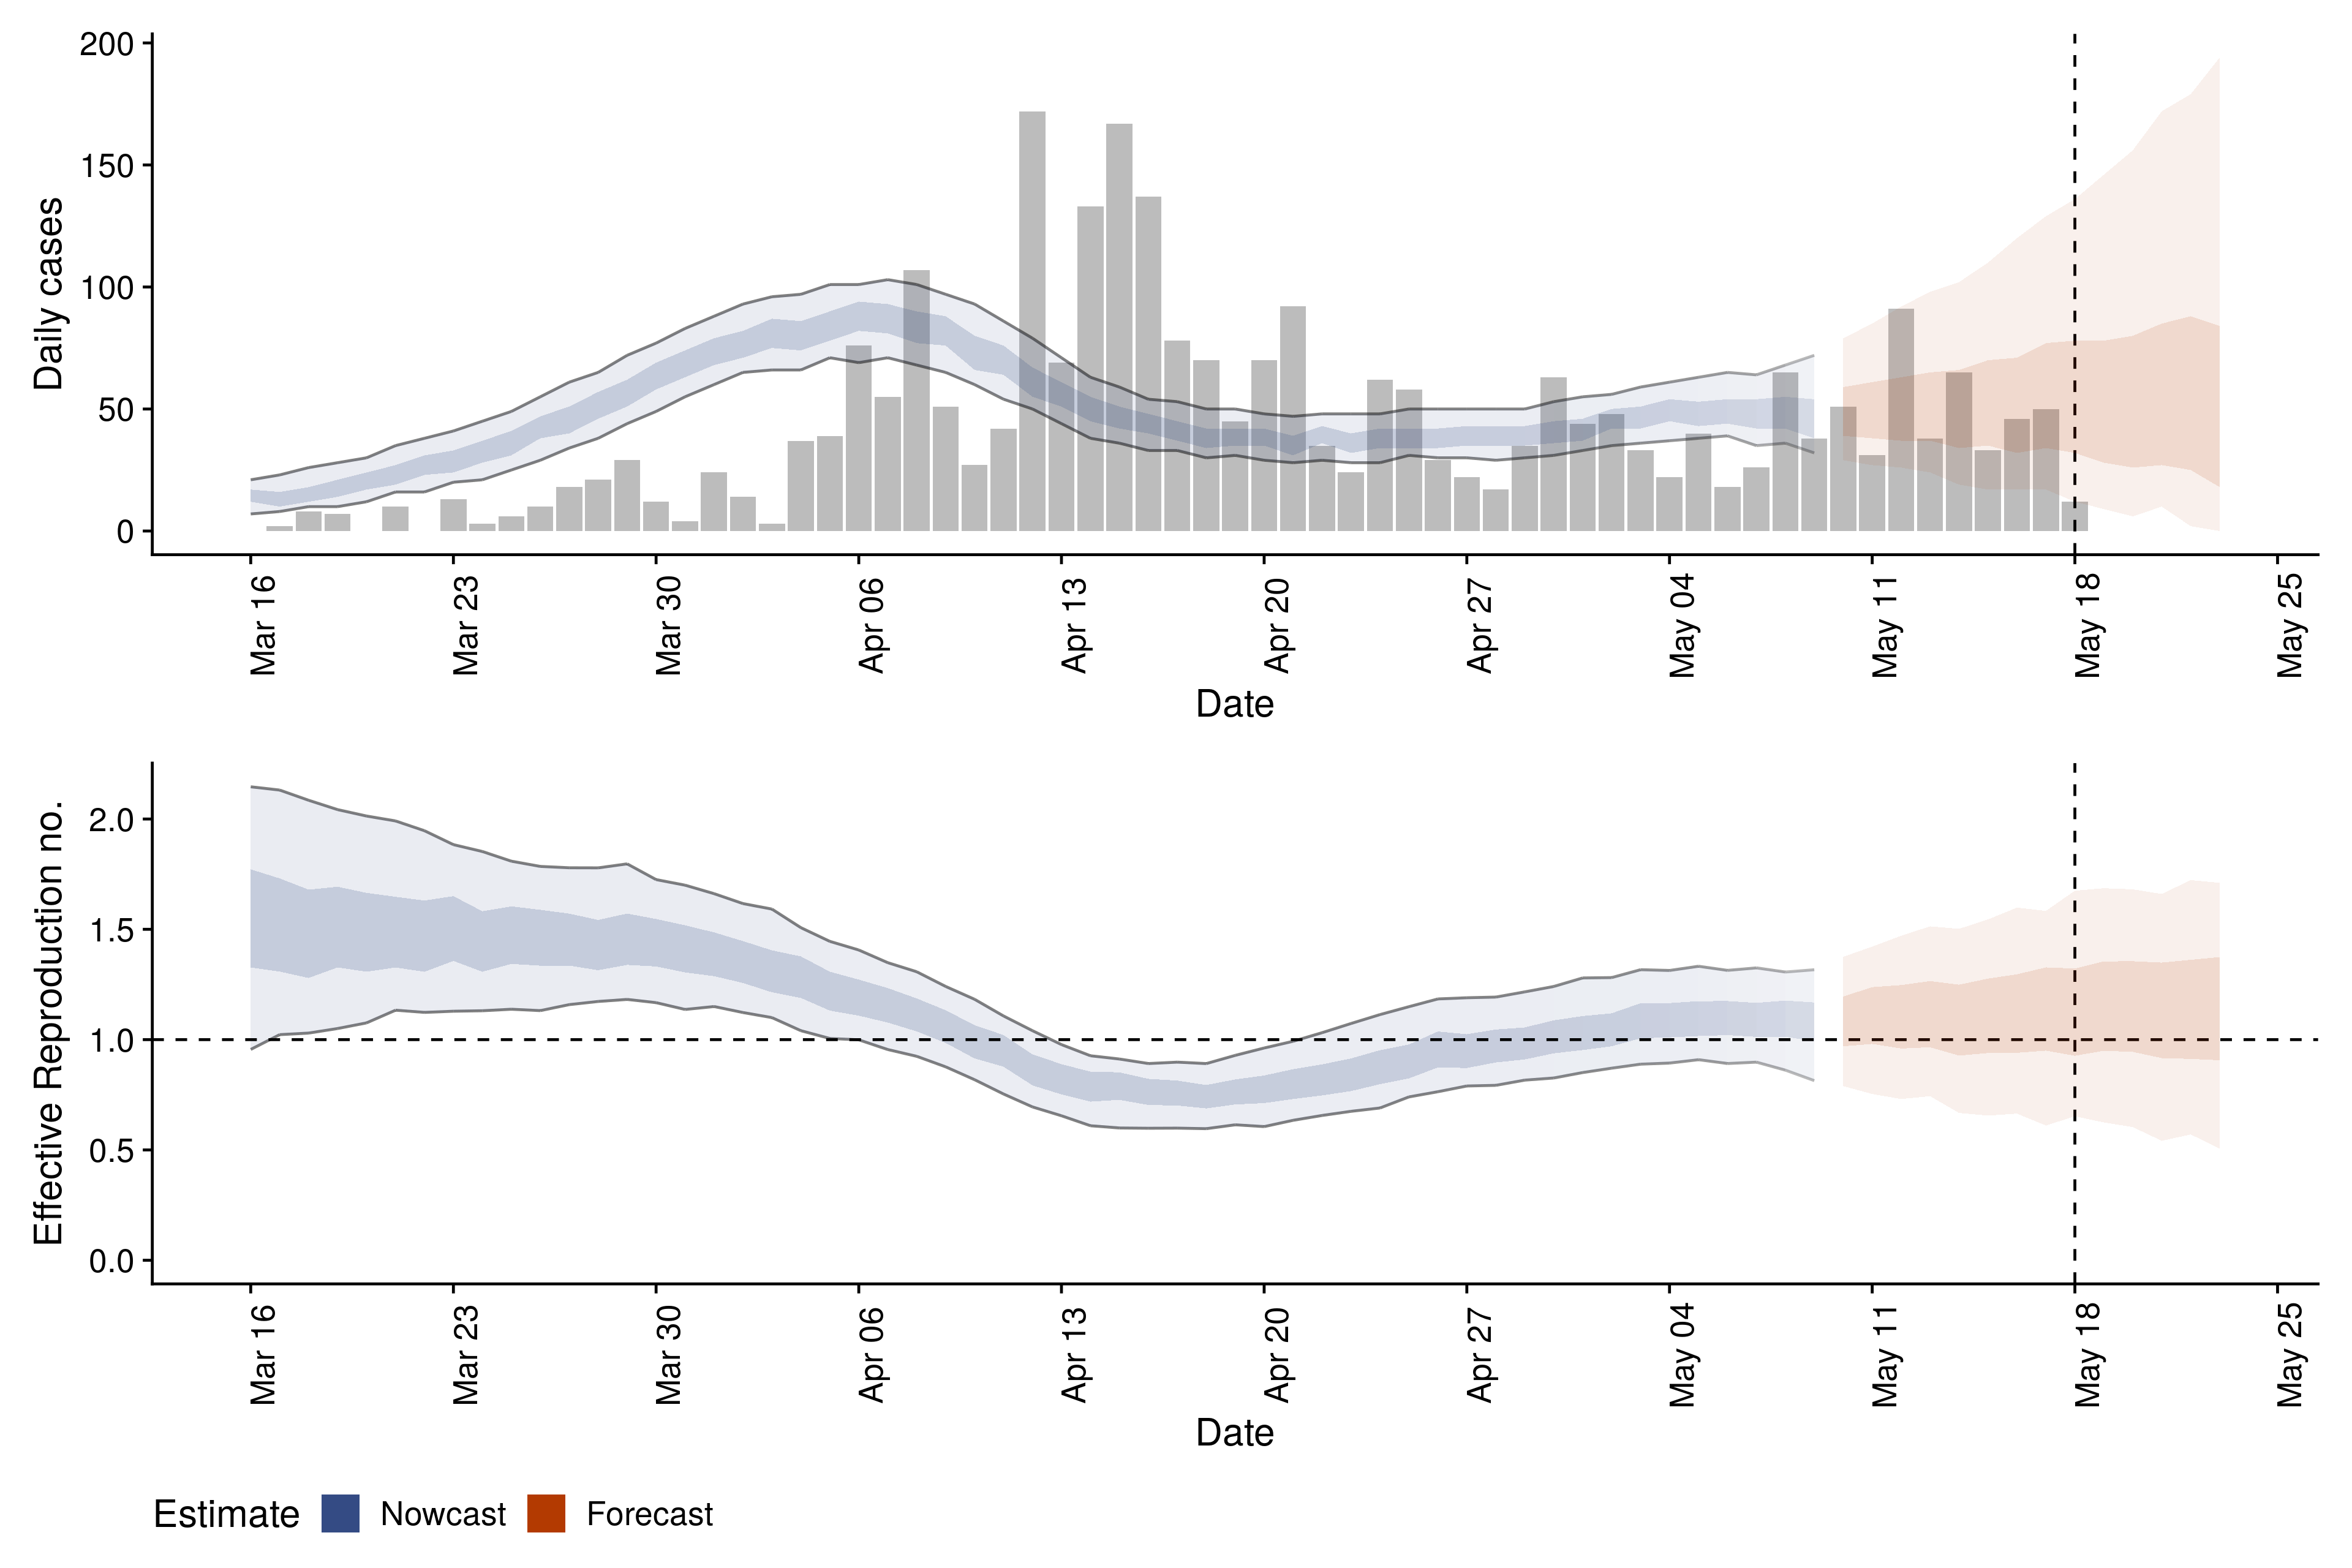 Daily cases
200
150
100
50
0
Mar 16
Mar 23
Mar 30
Apr 06
Apr 13
Apr 20
Apr 27
May 04
May 11
May 18
May 25
Date
Effective Reproduction no.
2.0
1.5
1.0
0.5
0.0
Mar 16
Mar 23
Mar 30
Apr 06
Apr 13
Apr 20
Apr 27
May 04
May 11
May 18
May 25
Date
Estimate Nowcast Forecast